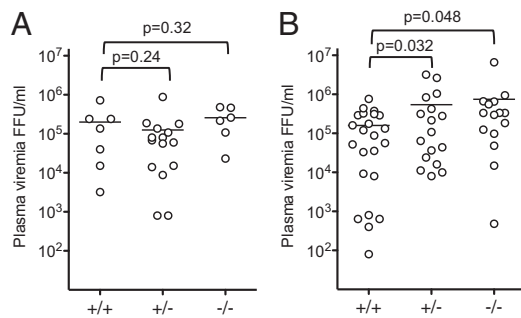 A
p=0.32
p=0.24
Plasma viremia FFU/ml
10⁷
10⁶
10⁵
10⁴
10³
10²
+/+ +/- -/-
B
p=0.048
p=0.032
Plasma viremia FFU/ml
10⁷
10⁶
10⁵
10⁴
10³
10²
+/+ +/- -/-